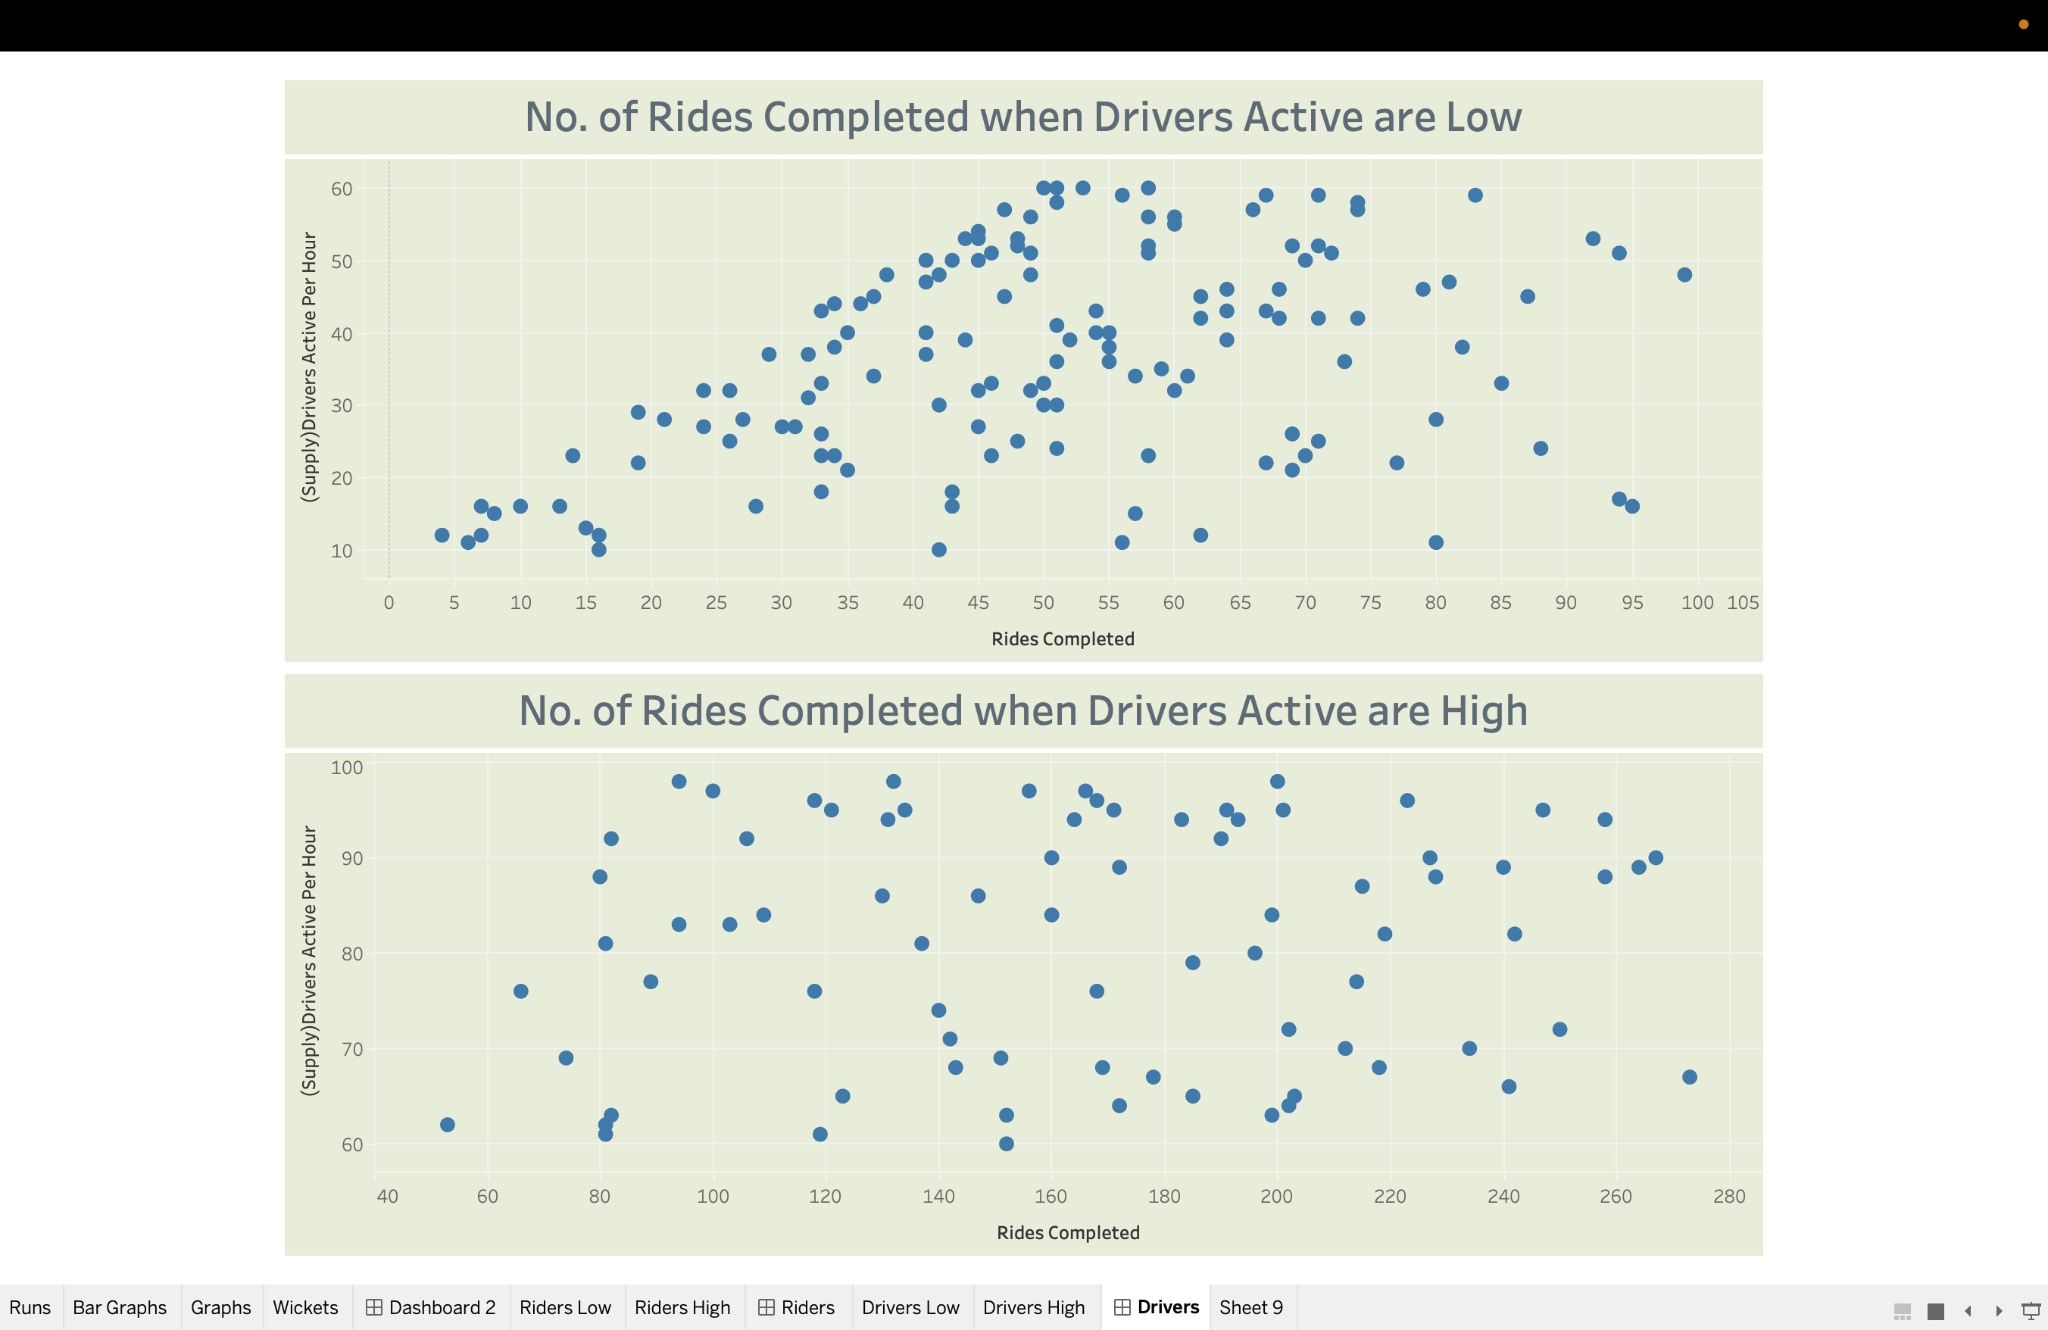 No. of Rides Completed when Drivers Active are Low
(Supply)Drivers Active Per Hour
60
50
40
30
20
10
0 5 10 15 20 25 30 35 40 45 50 55 60 65 70 75 80 85 90 95 100 105
Rides Completed
No. of Rides Completed when Drivers Active are High
(Supply)Drivers Active Per Hour
100
90
80
70
60
40 60 80 100 120 140 160 180 200 220 240 260 280
Rides Completed
Runs Bar Graphs Graphs Wickets Dashboard 2 Riders Low Riders High Riders Drivers Low Drivers High Drivers Sheet 9